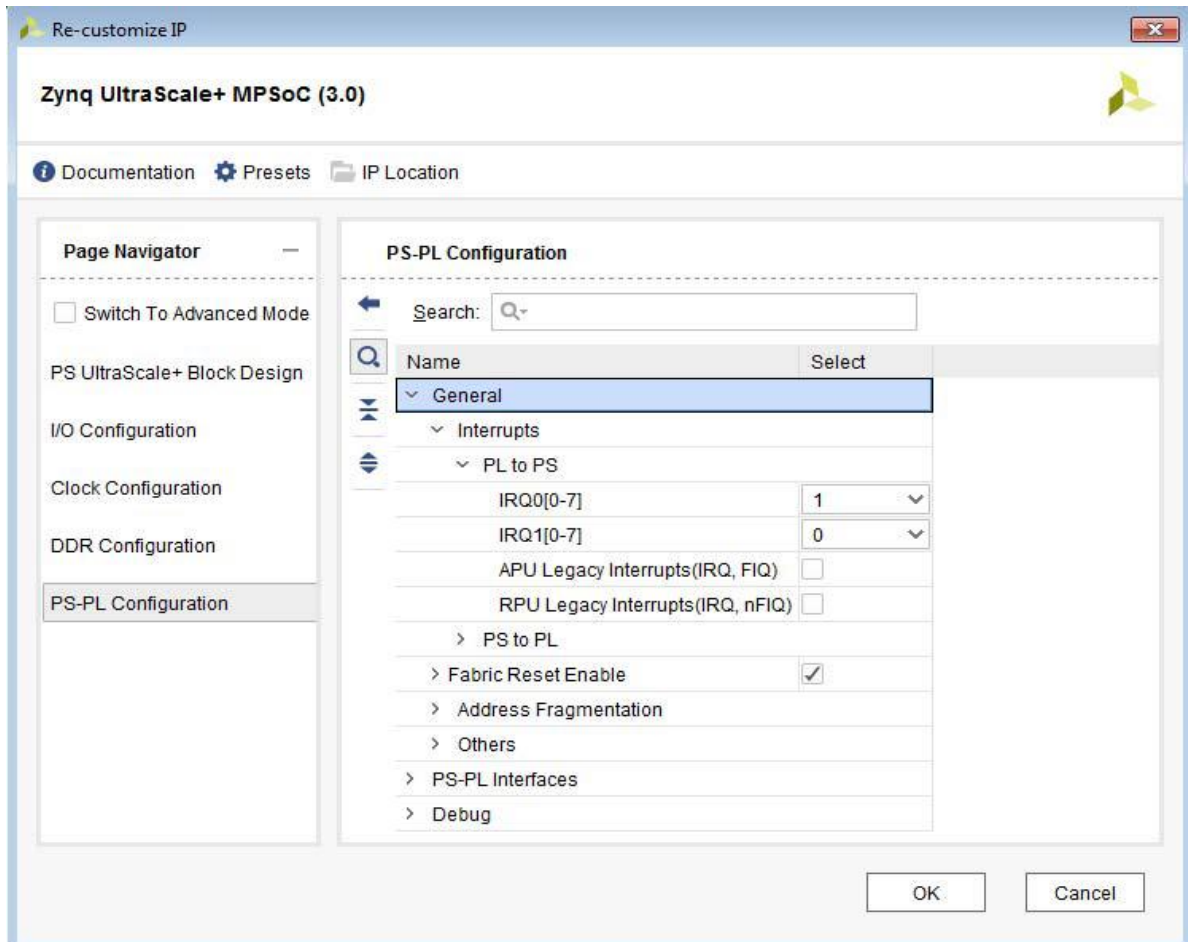 Re-customize IP
Zynq UltraScale+ MPSoC (3.0)
Documentation Presets IP Location
Page Navigator
Switch To Advanced Mode
PS UltraScale+ Block Design
I/O Configuration
Clock Configuration
DDR Configuration
PS-PL Configuration
PS-PL Configuration
Search:
Name Select
General
Interrupts
PL to PS
IRQ0[0-7] 1
IRQ1[0-7] 0
APU Legacy Interrupts(IRQ, FIQ)
RPU Legacy Interrupts(IRQ, nFIQ)
PS to PL
Fabric Reset Enable
Address Fragmentation
Others
PS-PL Interfaces
Debug
OK Cancel